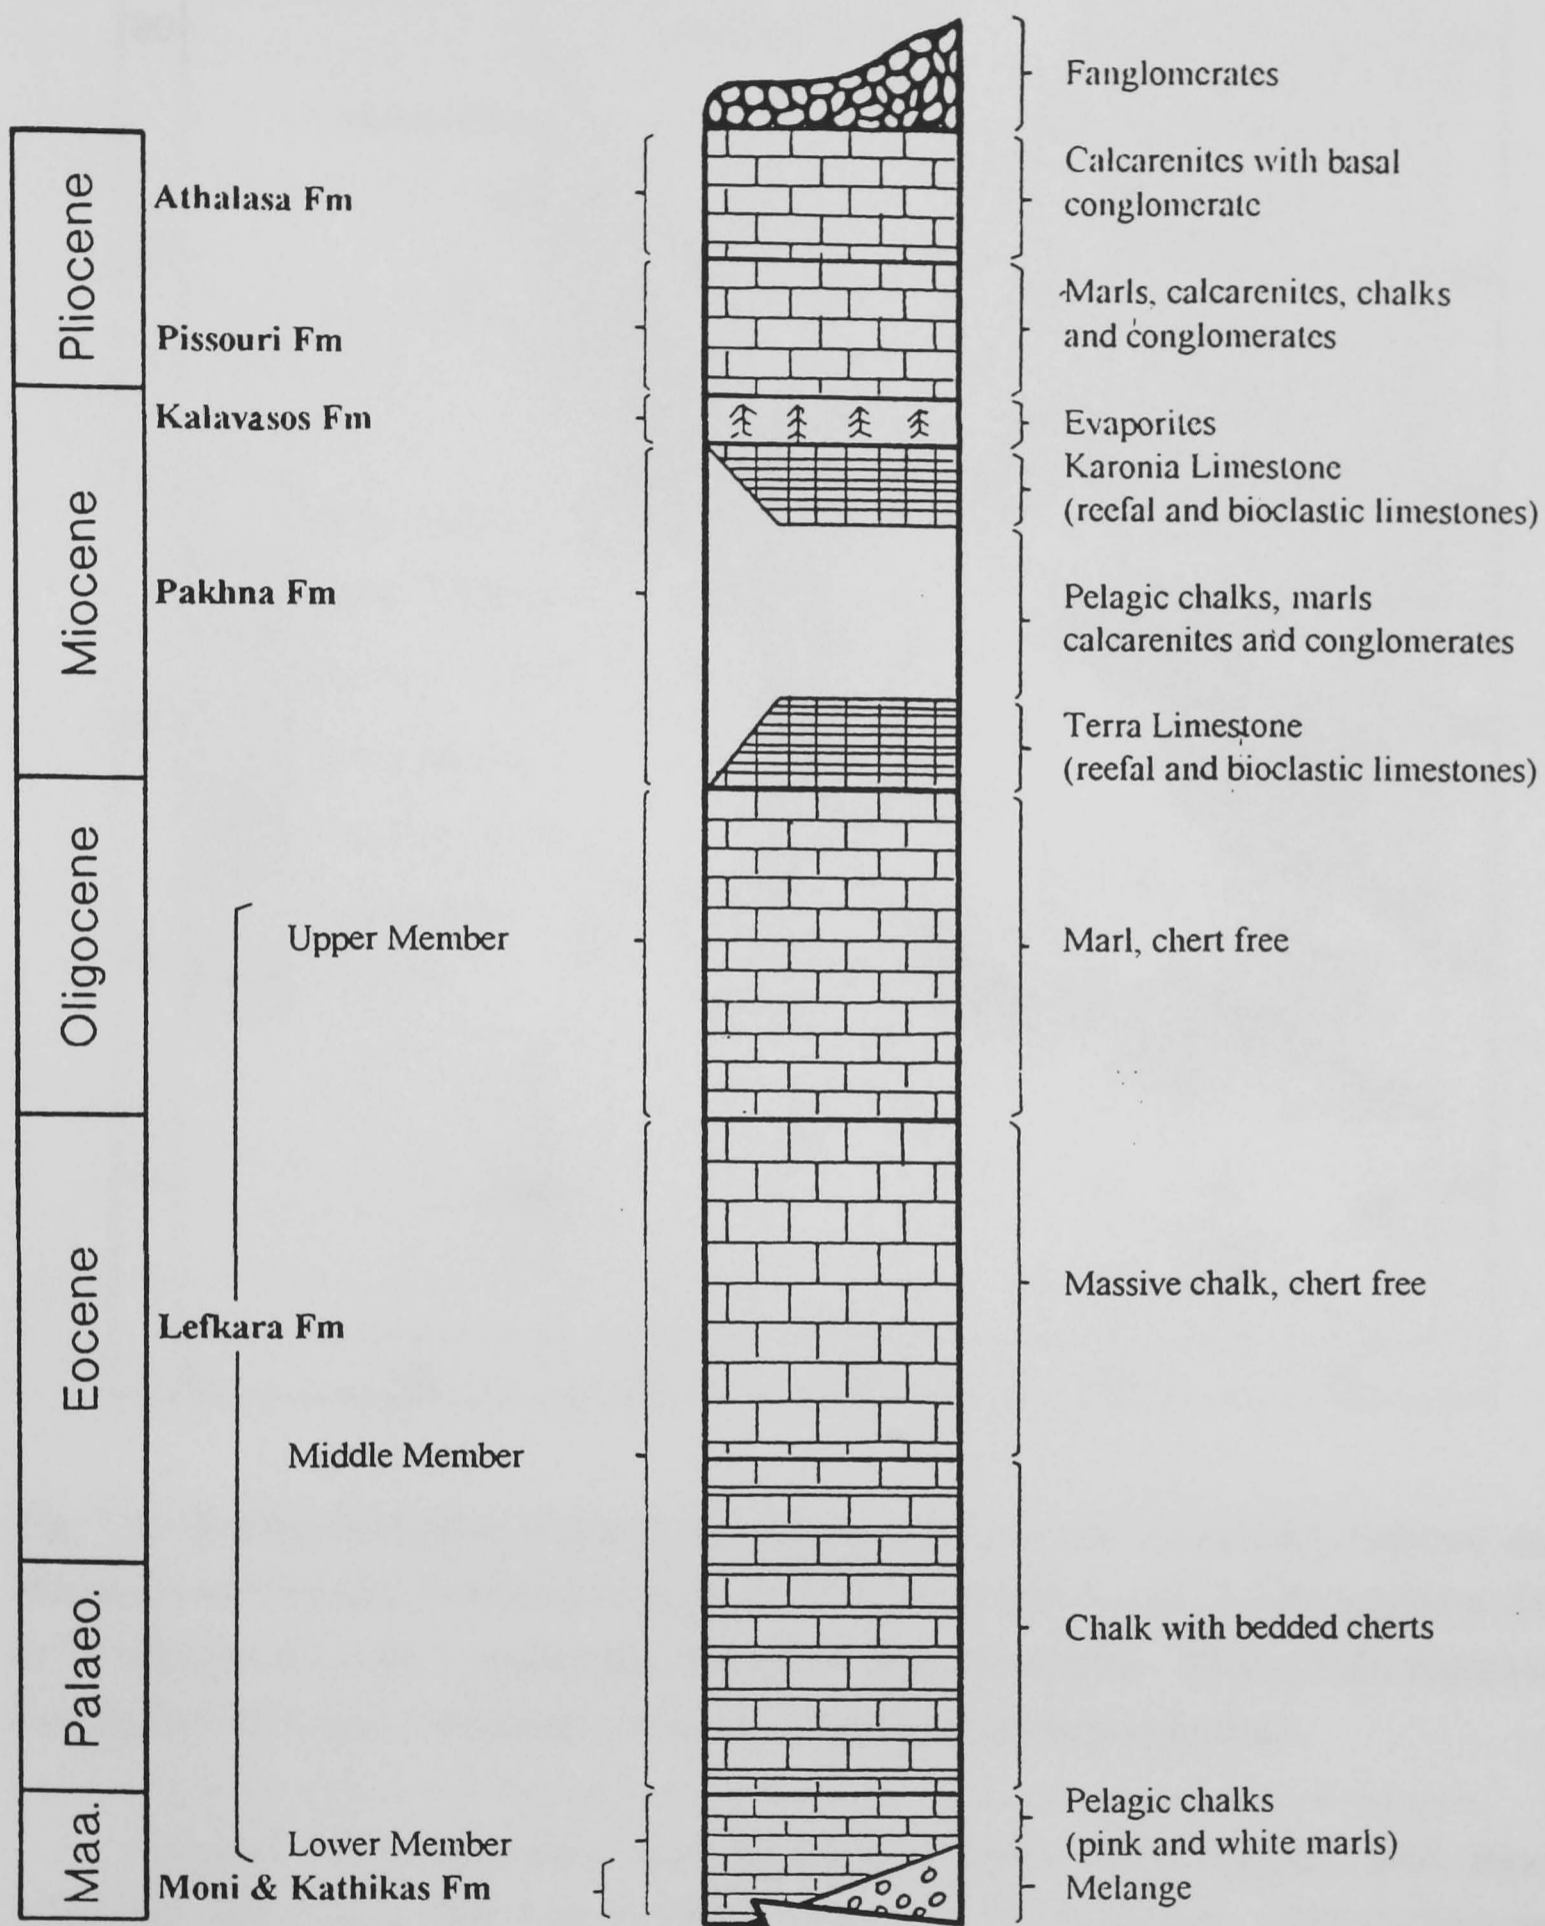 Fanglomerates
Pliocene
Athalasa Fm
Calcarenites with basal
conglomerate
Pissouri Fm
Marls, calcarenites, chalks
and conglomerates
Miocene
Kalavasos Fm
Evaporites
Karonia Limestone
(reefal and bioclastic limestones)
Pakhna Fm
Pelagic chalks, marls
calcarenites and conglomerates
Terra Limestone
(reefal and bioclastic limestones)
Oligocene
Upper Member
Marl, chert free
Eocene
Massive chalk, chert free
Lefkara Fm
Middle Member
Palaeo.
Chalk with bedded cherts
Maa.
Pelagic chalks
(pink and white marls)
Lower Member
Moni & Kathikas Fm
Melange